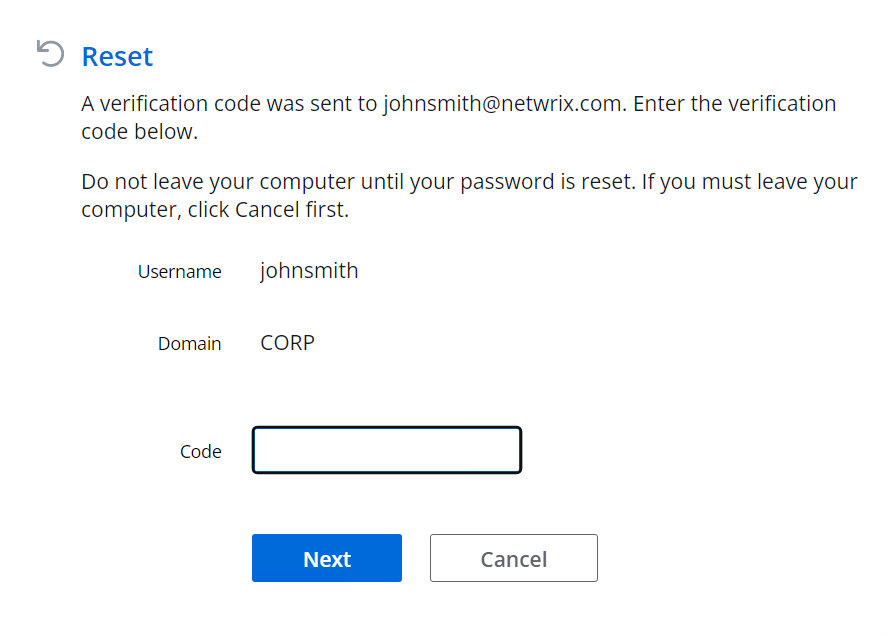 Reset
A verification code was sent to johnsmith@netwrix.com. Enter the verification
code below.
Do not leave your computer until your password is reset. If you must leave your
computer, click Cancel first.
Username johnsmith
Domain CORP
Code
Next Cancel